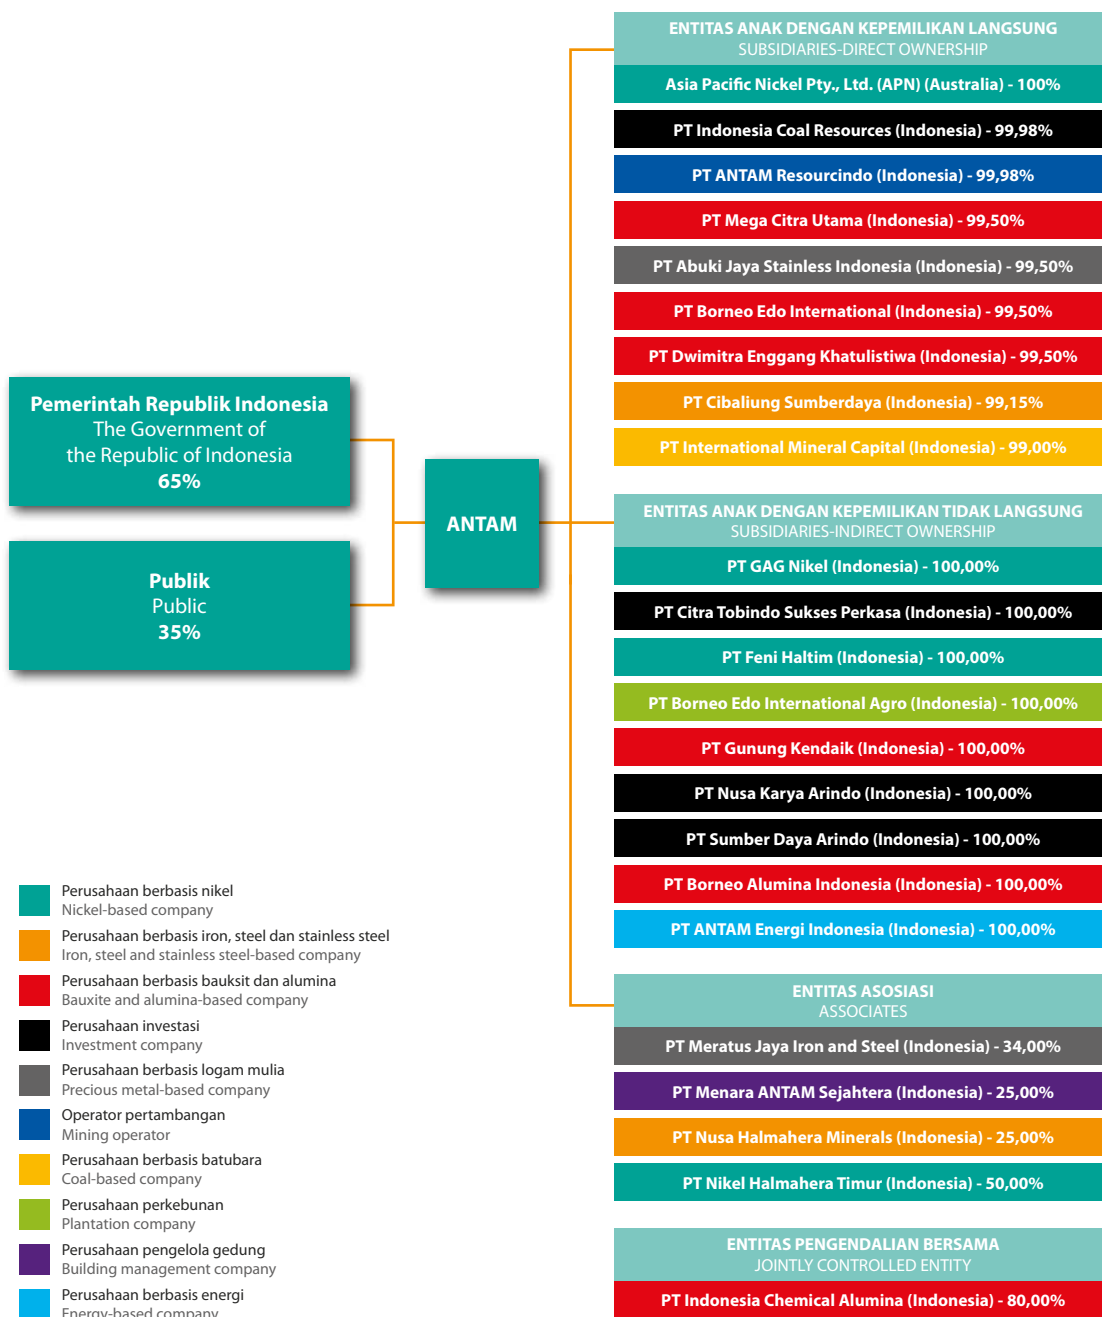 Pemerintah Republik Indonesia
The Government of
the Republic of Indonesia
65%
Publik
Public
35%
ANTAM
ENTITAS ANAK DENGAN KEPEMILIKAN LANGSUNG
SUBSIDIARIES-DIRECT OWNERSHIP
Asia Pacific Nickel Pty., Ltd. (APN) (Australia) - 100%
PT Indonesia Coal Resources (Indonesia) - 99,98%
PT ANTAM Resourcindo (Indonesia) - 99,98%
PT Mega Citra Utama (Indonesia) - 99,50%
PT Abuki Jaya Stainless Indonesia (Indonesia) - 99,50%
PT Borneo Edo International (Indonesia) - 99,50%
PT Dwimitra Enggang Khatulistiwa (Indonesia) - 99,50%
PT Cibaliung Sumberdaya (Indonesia) - 99,15%
PT International Mineral Capital (Indonesia) - 99,00%
ENTITAS ANAK DENGAN KEPEMILIKAN TIDAK LANGSUNG
SUBSIDIARIES-INDIRECT OWNERSHIP
PT GAG Nikel (Indonesia) - 100,00%
PT Citra Tobindo Sukses Perkasa (Indonesia) - 100,00%
PT Feni Haltim (Indonesia) - 100,00%
PT Borneo Edo International Agro (Indonesia) - 100,00%
PT Gunung Kendaik (Indonesia) - 100,00%
PT Nusa Karya Arindo (Indonesia) - 100,00%
PT Sumber Daya Arindo (Indonesia) - 100,00%
PT Borneo Alumina Indonesia (Indonesia) - 100,00%
PT ANTAM Energi Indonesia (Indonesia) - 100,00%
ENTITAS ASOSIASI
ASSOCIATES
PT Meratus Jaya Iron and Steel (Indonesia) - 34,00%
PT Menara ANTAM Sejahtera (Indonesia) - 25,00%
PT Nusa Halmahera Minerals (Indonesia) - 25,00%
PT Nikel Halmahera Timur (Indonesia) - 50,00%
ENTITAS PENGENDALIAN BERSAMA
JOINTLY CONTROLLED ENTITY
PT Indonesia Chemical Alumina (Indonesia) - 80,00%
Perusahaan berbasis nikel
Nickel-based company
Perusahaan berbasis iron, steel dan stainless steel
Iron, steel and stainless steel-based company
Perusahaan berbasis bauksit dan alumina
Bauxite and alumina-based company
Perusahaan investasi
Investment company
Perusahaan berbasis logam mulia
Precious metal-based company
Operator pertambangan
Mining operator
Perusahaan berbasis batubara
Coal-based company
Perusahaan perkebunan
Plantation company
Perusahaan pengelola gedung
Building management company
Perusahaan berbasis energi
Energy-based company